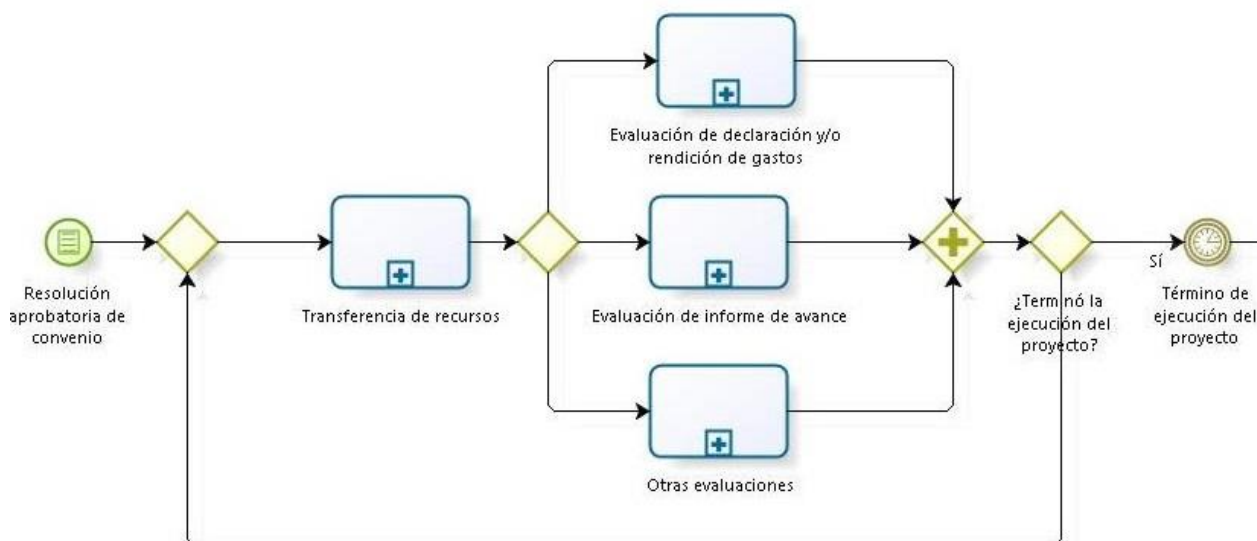 Evaluación de declaración y/o
rendición de gastos
Resolución
aprobatoria de
convenio
Transferencia de recursos
Evaluación de informe de avance
¿Terminó la
ejecución del
proyecto?
Sí
Término de
ejecución del
proyecto
Otras evaluaciones